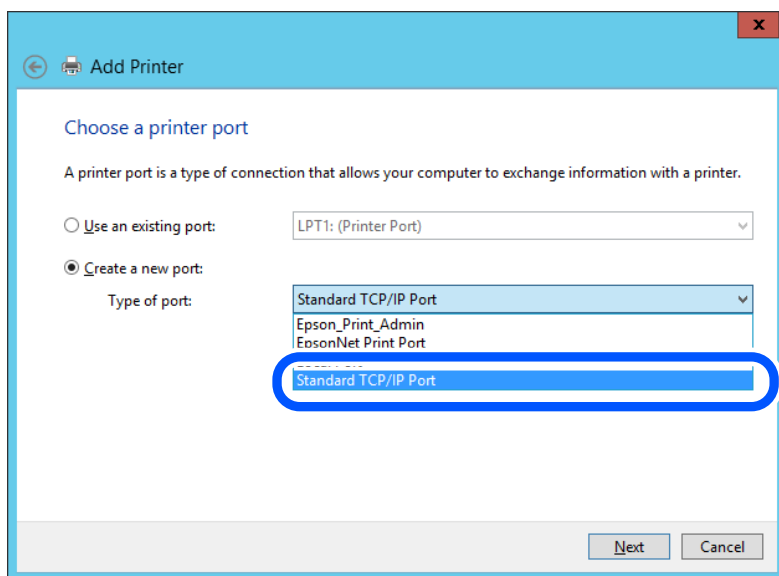 x
Add Printer
Choose a printer port
A printer port is a type of connection that allows your computer to exchange information with a printer.
Use an existing port: LPT1: (Printer Port)
Create a new port:
Type of port: Standard TCP/IP Port
Epson_Print_Admin
EpsonNet Print Port
Standard TCP/IP Port
Next Cancel